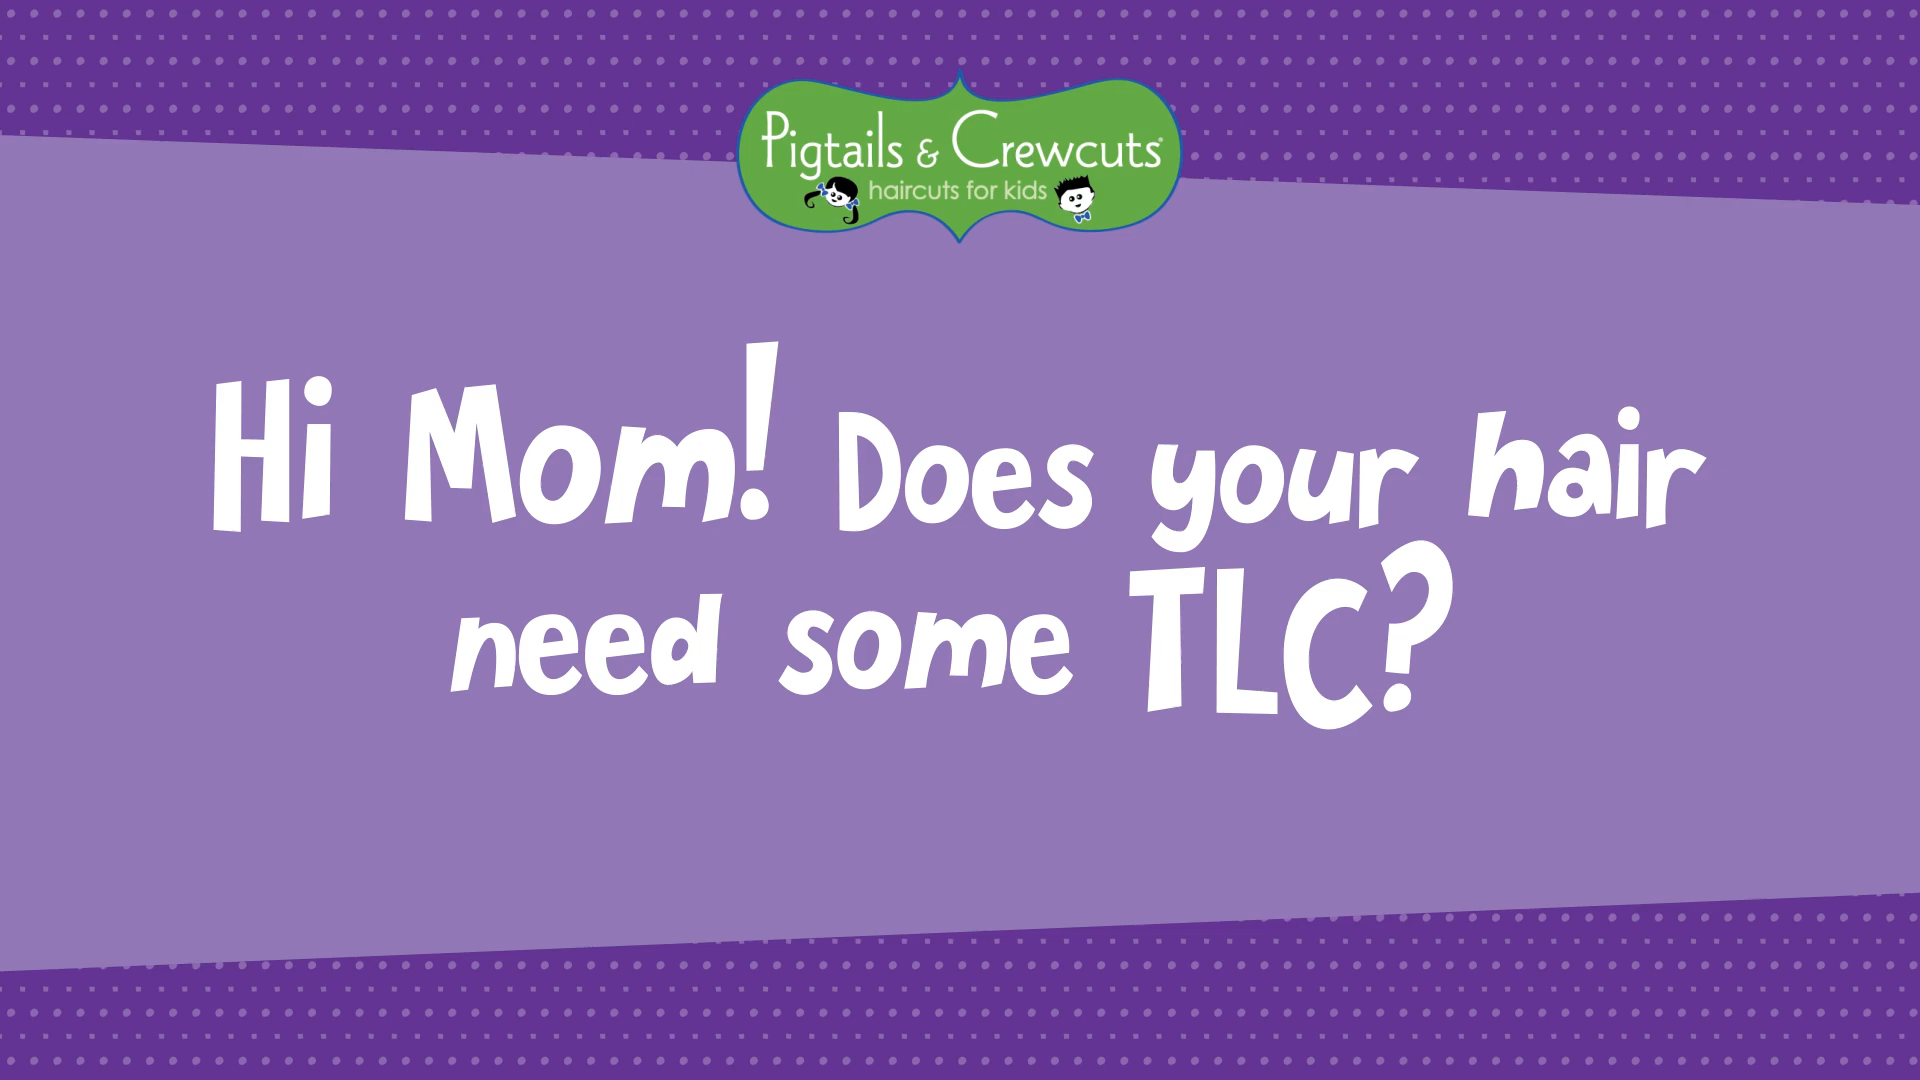 Pigtails & Crewcuts®
haircuts for kids
Hi Mom! Does your hair
need some TLC?